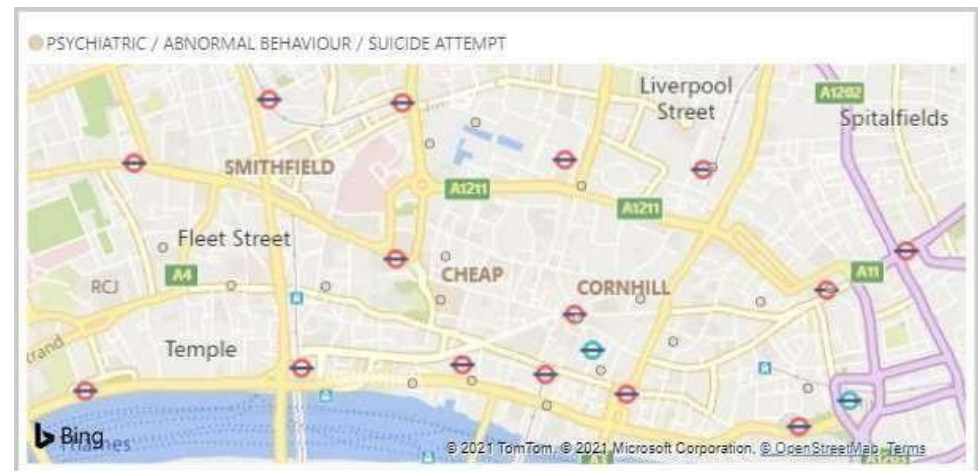 PSYCHIATRIC / ABNORMAL BEHAVIOUR / SUICIDE ATTEMPT
Liverpool
Street
A1202
Spitalfields
SMITHFIELD
A1211
A1211
Fleet Street
A4
RCJ
CHEAP
CORNHILL
A11
Temple
Bing
Thames
© 2021 TomTom, © 2021 Microsoft Corporation, © OpenStreetMap Terms